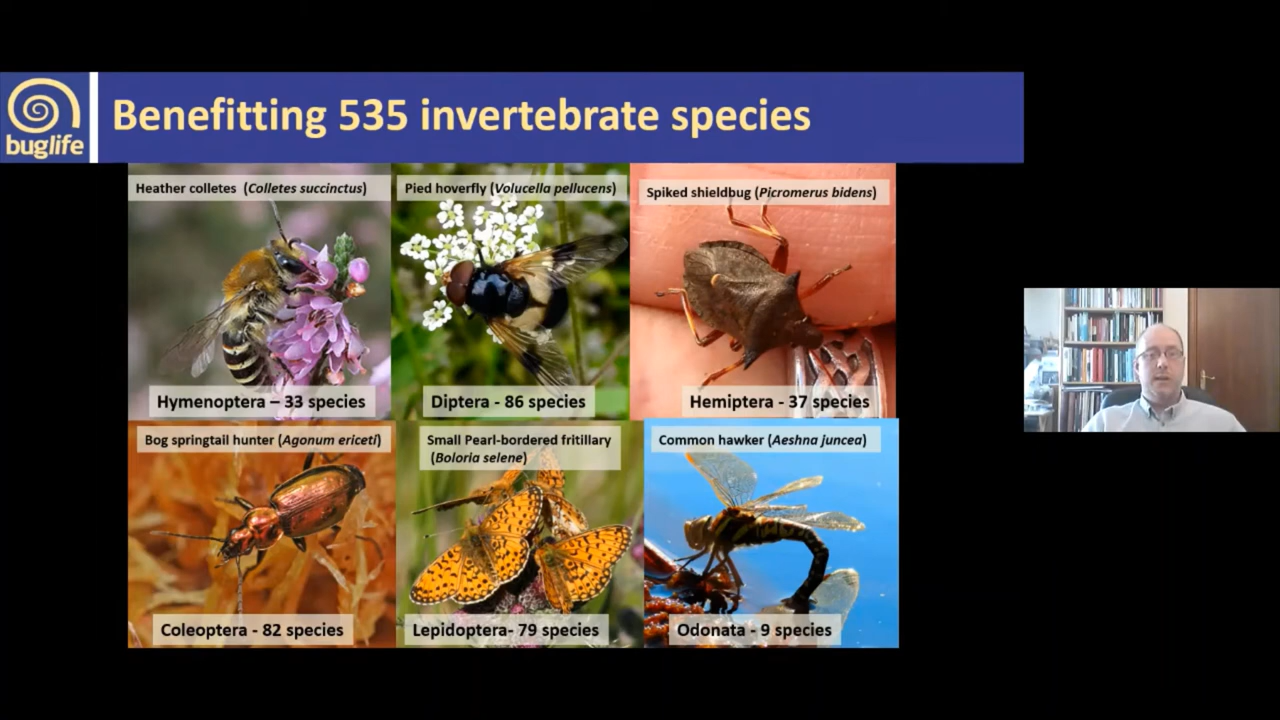 buglife
Benefitting 535 invertebrate species
Heather colletes (Colletes succinctus)
Pied hoverfly (Volucella pellucens)
Spiked shieldbug (Picromerus bidens)
Hymenoptera – 33 species
Diptera - 86 species
Hemiptera - 37 species
Bog springtail hunter (Agonum ericeti)
Small Pearl-bordered fritillary
(Boloria selene)
Common hawker (Aeshna juncea)
Coleoptera - 82 species
Lepidoptera- 79 species
Odonata - 9 species